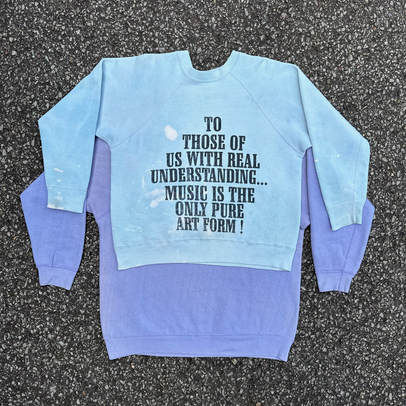 TO
THOSE OF
US WITH REAL
UNDERSTANDING...
MUSIC IS THE
ONLY PURE
ART FORM !